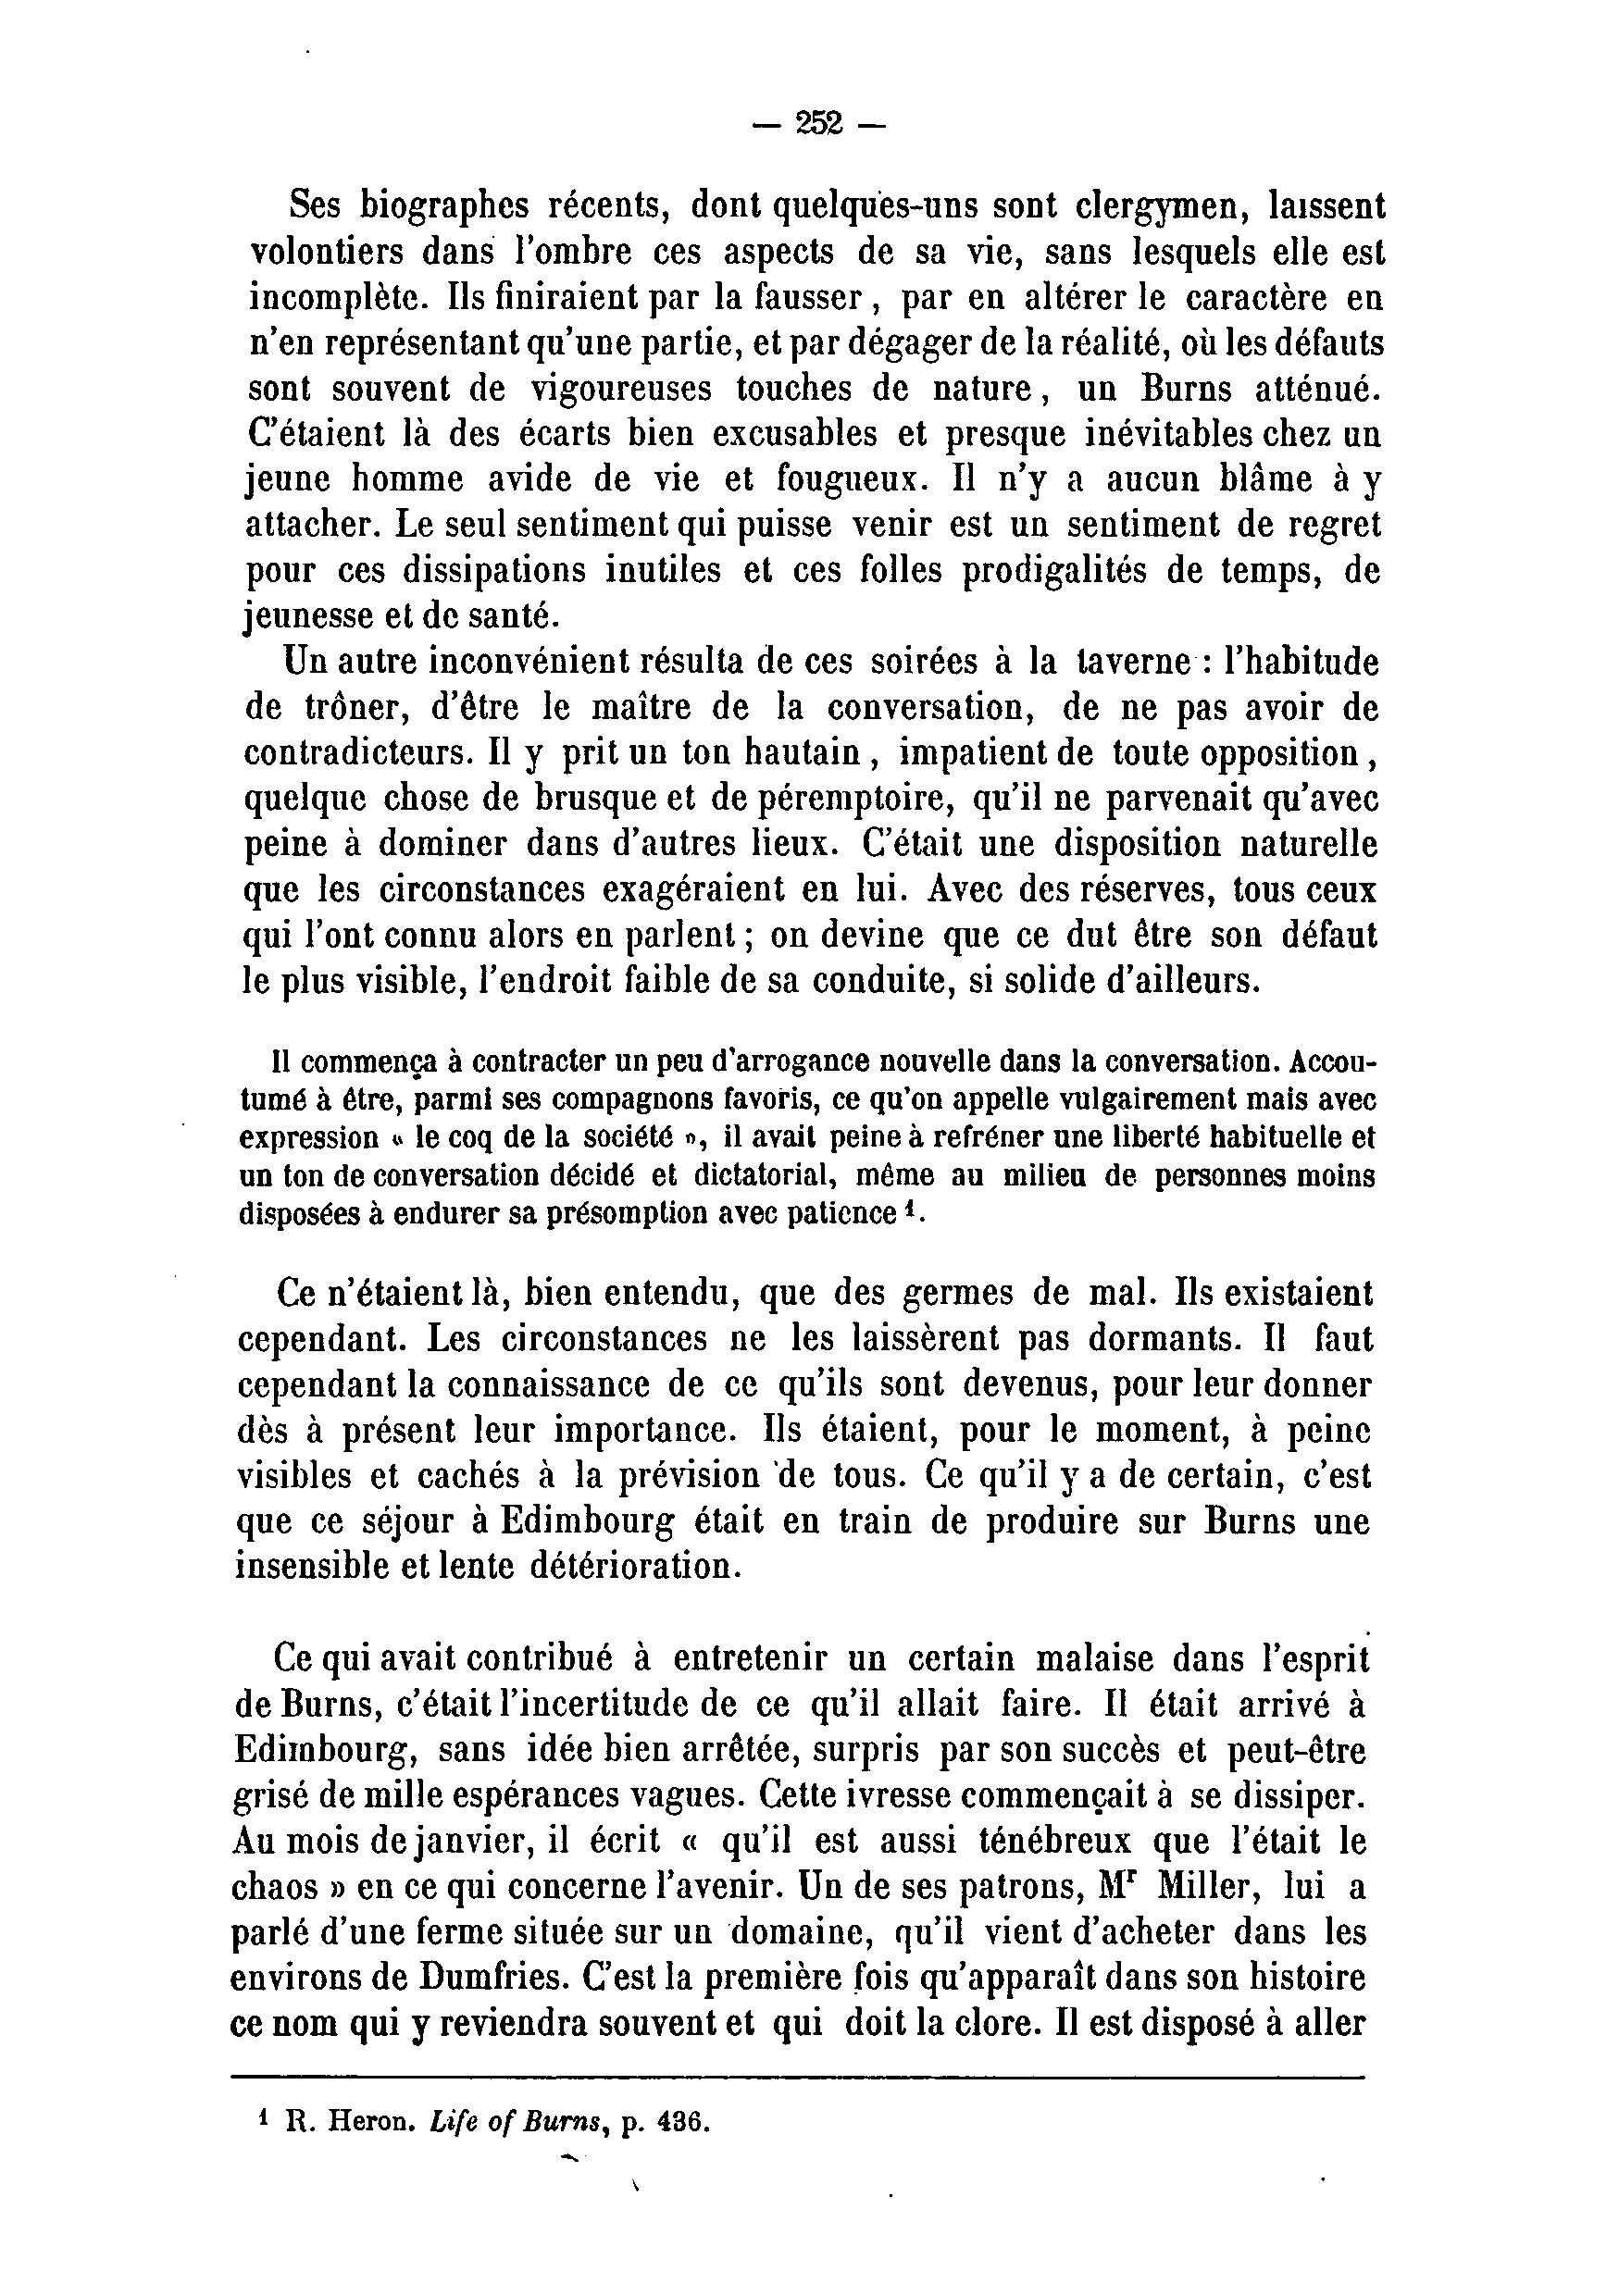 — 252 —
Ses biographes récents, dont quelques-uns sont clergymen, laissent
volontiers dans l'ombre ces aspects de sa vie, sans lesquels elle est
incomplète. Ils finiraient par la fausser, par en altérer le caractère en
n'en représentant qu'une partie, et par dégager de la réalité, où les défauts
sont souvent de vigoureuses touches de nature, un Burns atténué.
C'étaient là des écarts bien excusables et presque inévitables chez un
jeune homme avide de vie et fougueux. Il n'y a aucun blâme à y
attacher. Le seul sentiment qui puisse venir est un sentiment de regret
pour ces dissipations inutiles et ces folles prodigalités de temps, de
jeunesse et de santé.
Un autre inconvénient résulta de ces soirées à la taverne : l'habitude
de trôner, d'être le maître de la conversation, de ne pas avoir de
contradicteurs. Il y prit un ton hautain, impatient de toute opposition,
quelque chose de brusque et de péremptoire, qu'il ne parvenait qu'avec
peine à dominer dans d'autres lieux. C'était une disposition naturelle
que les circonstances exagéraient en lui. Avec des réserves, tous ceux
qui l'ont connu alors en parlent ; on devine que ce dut être son défaut
le plus visible, l'endroit faible de sa conduite, si solide d'ailleurs.
Il commença à contracter un peu d'arrogance nouvelle dans la conversation. Accou-
tumé à être, parmi ses compagnons favoris, ce qu'on appelle vulgairement mais avec
expression « le coq de la société », il avait peine à refréner une liberté habituelle et
un ton de conversation décidé et dictatorial, même au milieu de personnes moins
disposées à endurer sa présomption avec patience ¹.
Ce n'étaient là, bien entendu, que des germes de mal. Ils existaient
cependant. Les circonstances ne les laissèrent pas dormants. Il faut
cependant la connaissance de ce qu'ils sont devenus, pour leur donner
dès à présent leur importance. Ils étaient, pour le moment, à peine
visibles et cachés à la prévision de tous. Ce qu'il y a de certain, c'est
que ce séjour à Edimbourg était en train de produire sur Burns une
insensible et lente détérioration.
Ce qui avait contribué à entretenir un certain malaise dans l'esprit
de Burns, c'était l'incertitude de ce qu'il allait faire. Il était arrivé à
Edimbourg, sans idée bien arrêtée, surpris par son succès et peut-être
grisé de mille espérances vagues. Cette ivresse commençait à se dissiper.
Au mois de janvier, il écrit « qu'il est aussi ténébreux que l'était le
chaos » en ce qui concerne l'avenir. Un de ses patrons, Mʳ Miller, lui a
parlé d'une ferme située sur un domaine, qu'il vient d'acheter dans les
environs de Dumfries. C'est la première fois qu'apparaît dans son histoire
ce nom qui y reviendra souvent et qui doit la clore. Il est disposé à aller
¹ R. Heron. Life of Burns, p. 436.